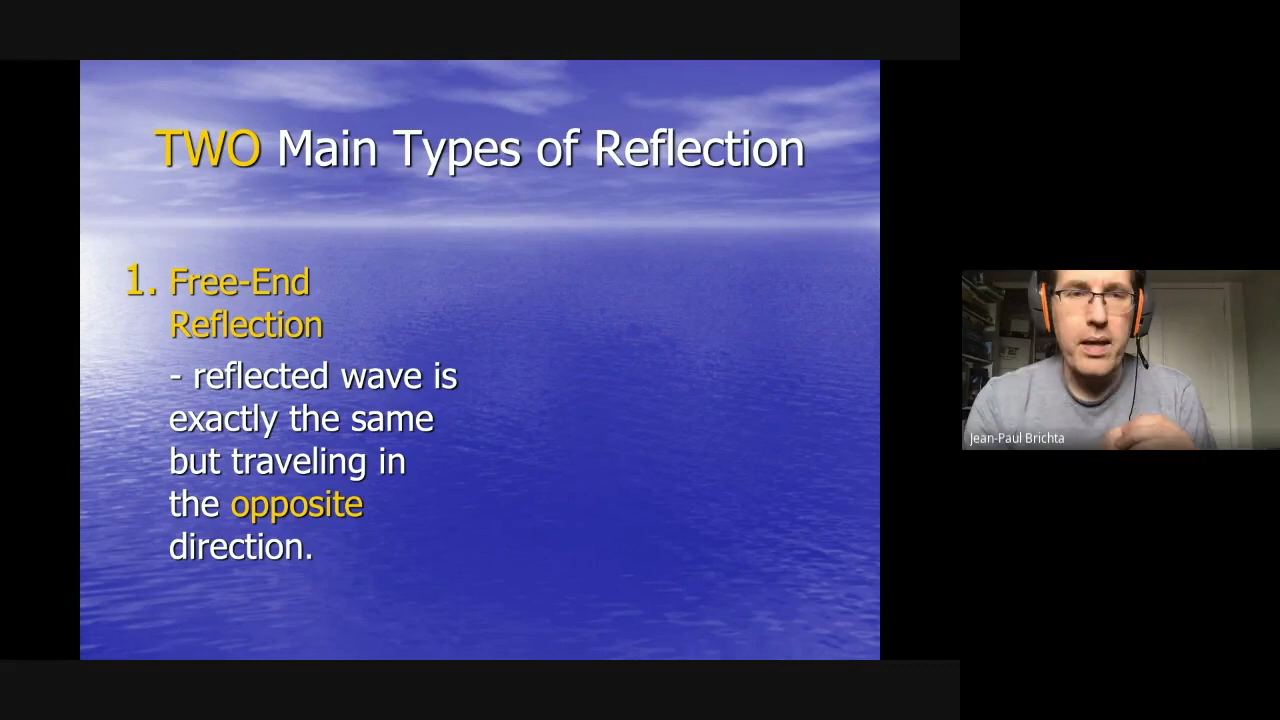 TWO Main Types of Reflection
1. Free-End
Reflection
- reflected wave is
exactly the same
but traveling in
the opposite
direction.
Jean-Paul Brichta